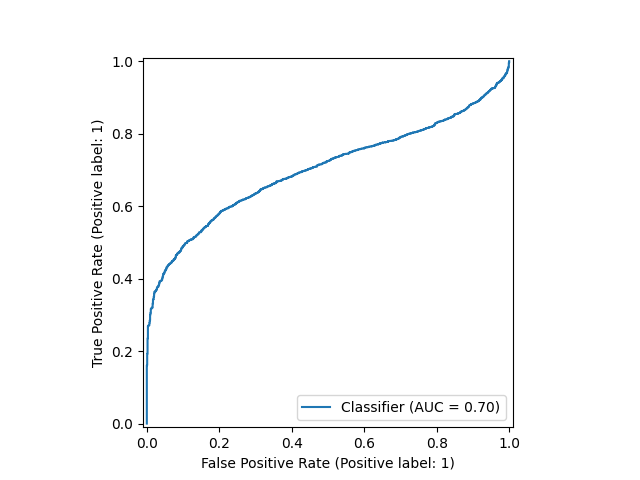 1.0
0.8
0.6
0.4
0.2
0.0
True Positive Rate (Positive label: 1)
Classifier (AUC = 0.70)
0.0 0.2 0.4 0.6 0.8 1.0
False Positive Rate (Positive label: 1)